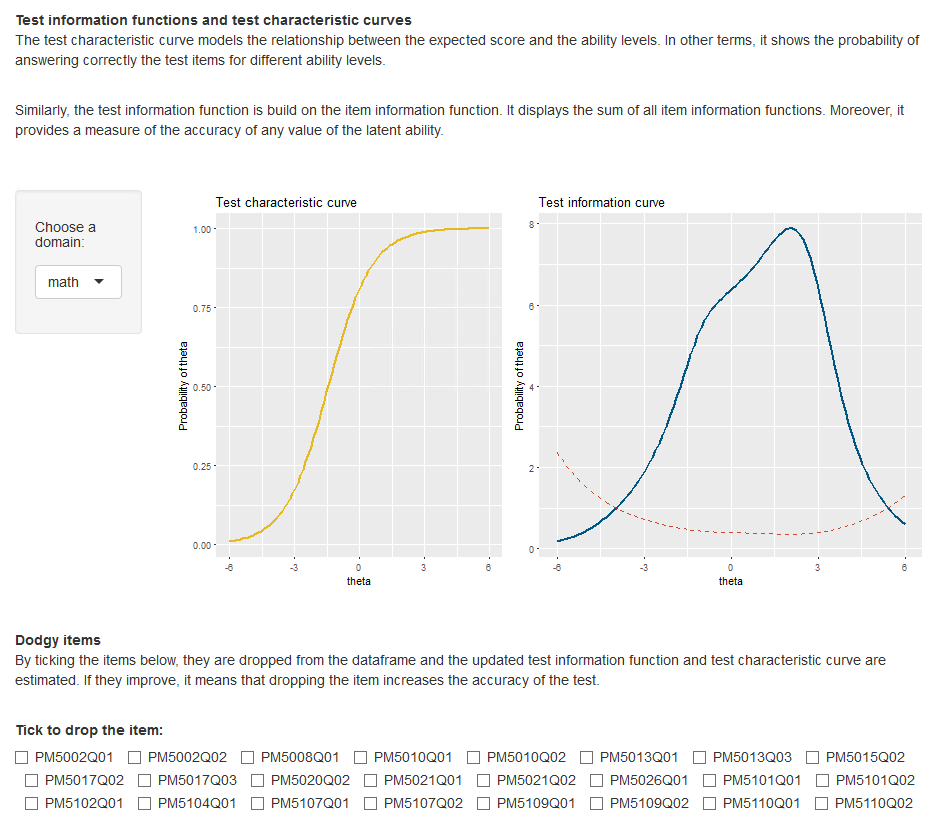 Test information functions and test characteristic curves
The test characteristic curve models the relationship between the expected score and the ability levels. In other terms, it shows the probability of
answering correctly the test items for different ability levels.
Similarly, the test information function is build on the item information function. It displays the sum of all item information functions. Moreover, it
provides a measure of the accuracy of any value of the latent ability.
Choose a
domain:
math
Test characteristic curve
Probability of theta
1.00
0.75
0.50
0.25
0.00
-6 -3 0 3 6
theta
Test information curve
Probability of theta
8
6
4
2
0
-6 -3 0 3 6
theta
Dodgy items
By ticking the items below, they are dropped from the dataframe and the updated test information function and test characteristic curve are
estimated. If they improve, it means that dropping the item increases the accuracy of the test.
Tick to drop the item:
PM5002Q01 PM5002Q02 PM5008Q01 PM5010Q01 PM5010Q02 PM5013Q01 PM5013Q03 PM5015Q02
PM5017Q02 PM5017Q03 PM5020Q02 PM5021Q01 PM5021Q02 PM5026Q01 PM5101Q01 PM5101Q02
PM5102Q01 PM5104Q01 PM5107Q01 PM5107Q02 PM5109Q01 PM5109Q02 PM5110Q01 PM5110Q02